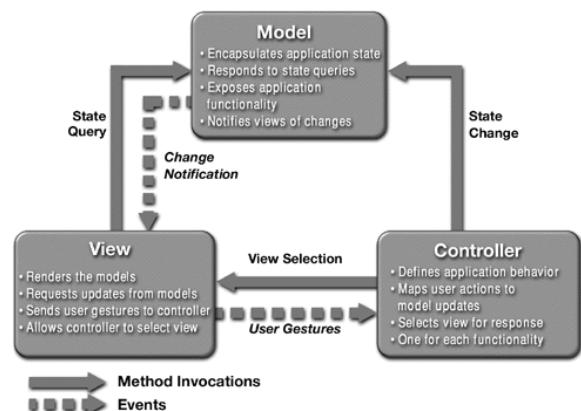 Model
• Encapsulates application state
• Responds to state queries
• Exposes application
functionality
• Notifies views of changes
State
Query
State
Change
Change
Notification
View
• Renders the models
• Requests updates from models
• Sends user gestures to controller
• Allows controller to select view
View Selection
User Gestures
Controller
• Defines application behavior
• Maps user actions to
model updates
• Selects view for response
• One for each functionality
Method Invocations
Events